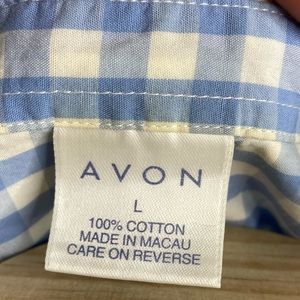 AVON
L
100% COTTON
MADE IN MACAU
CARE ON REVERSE